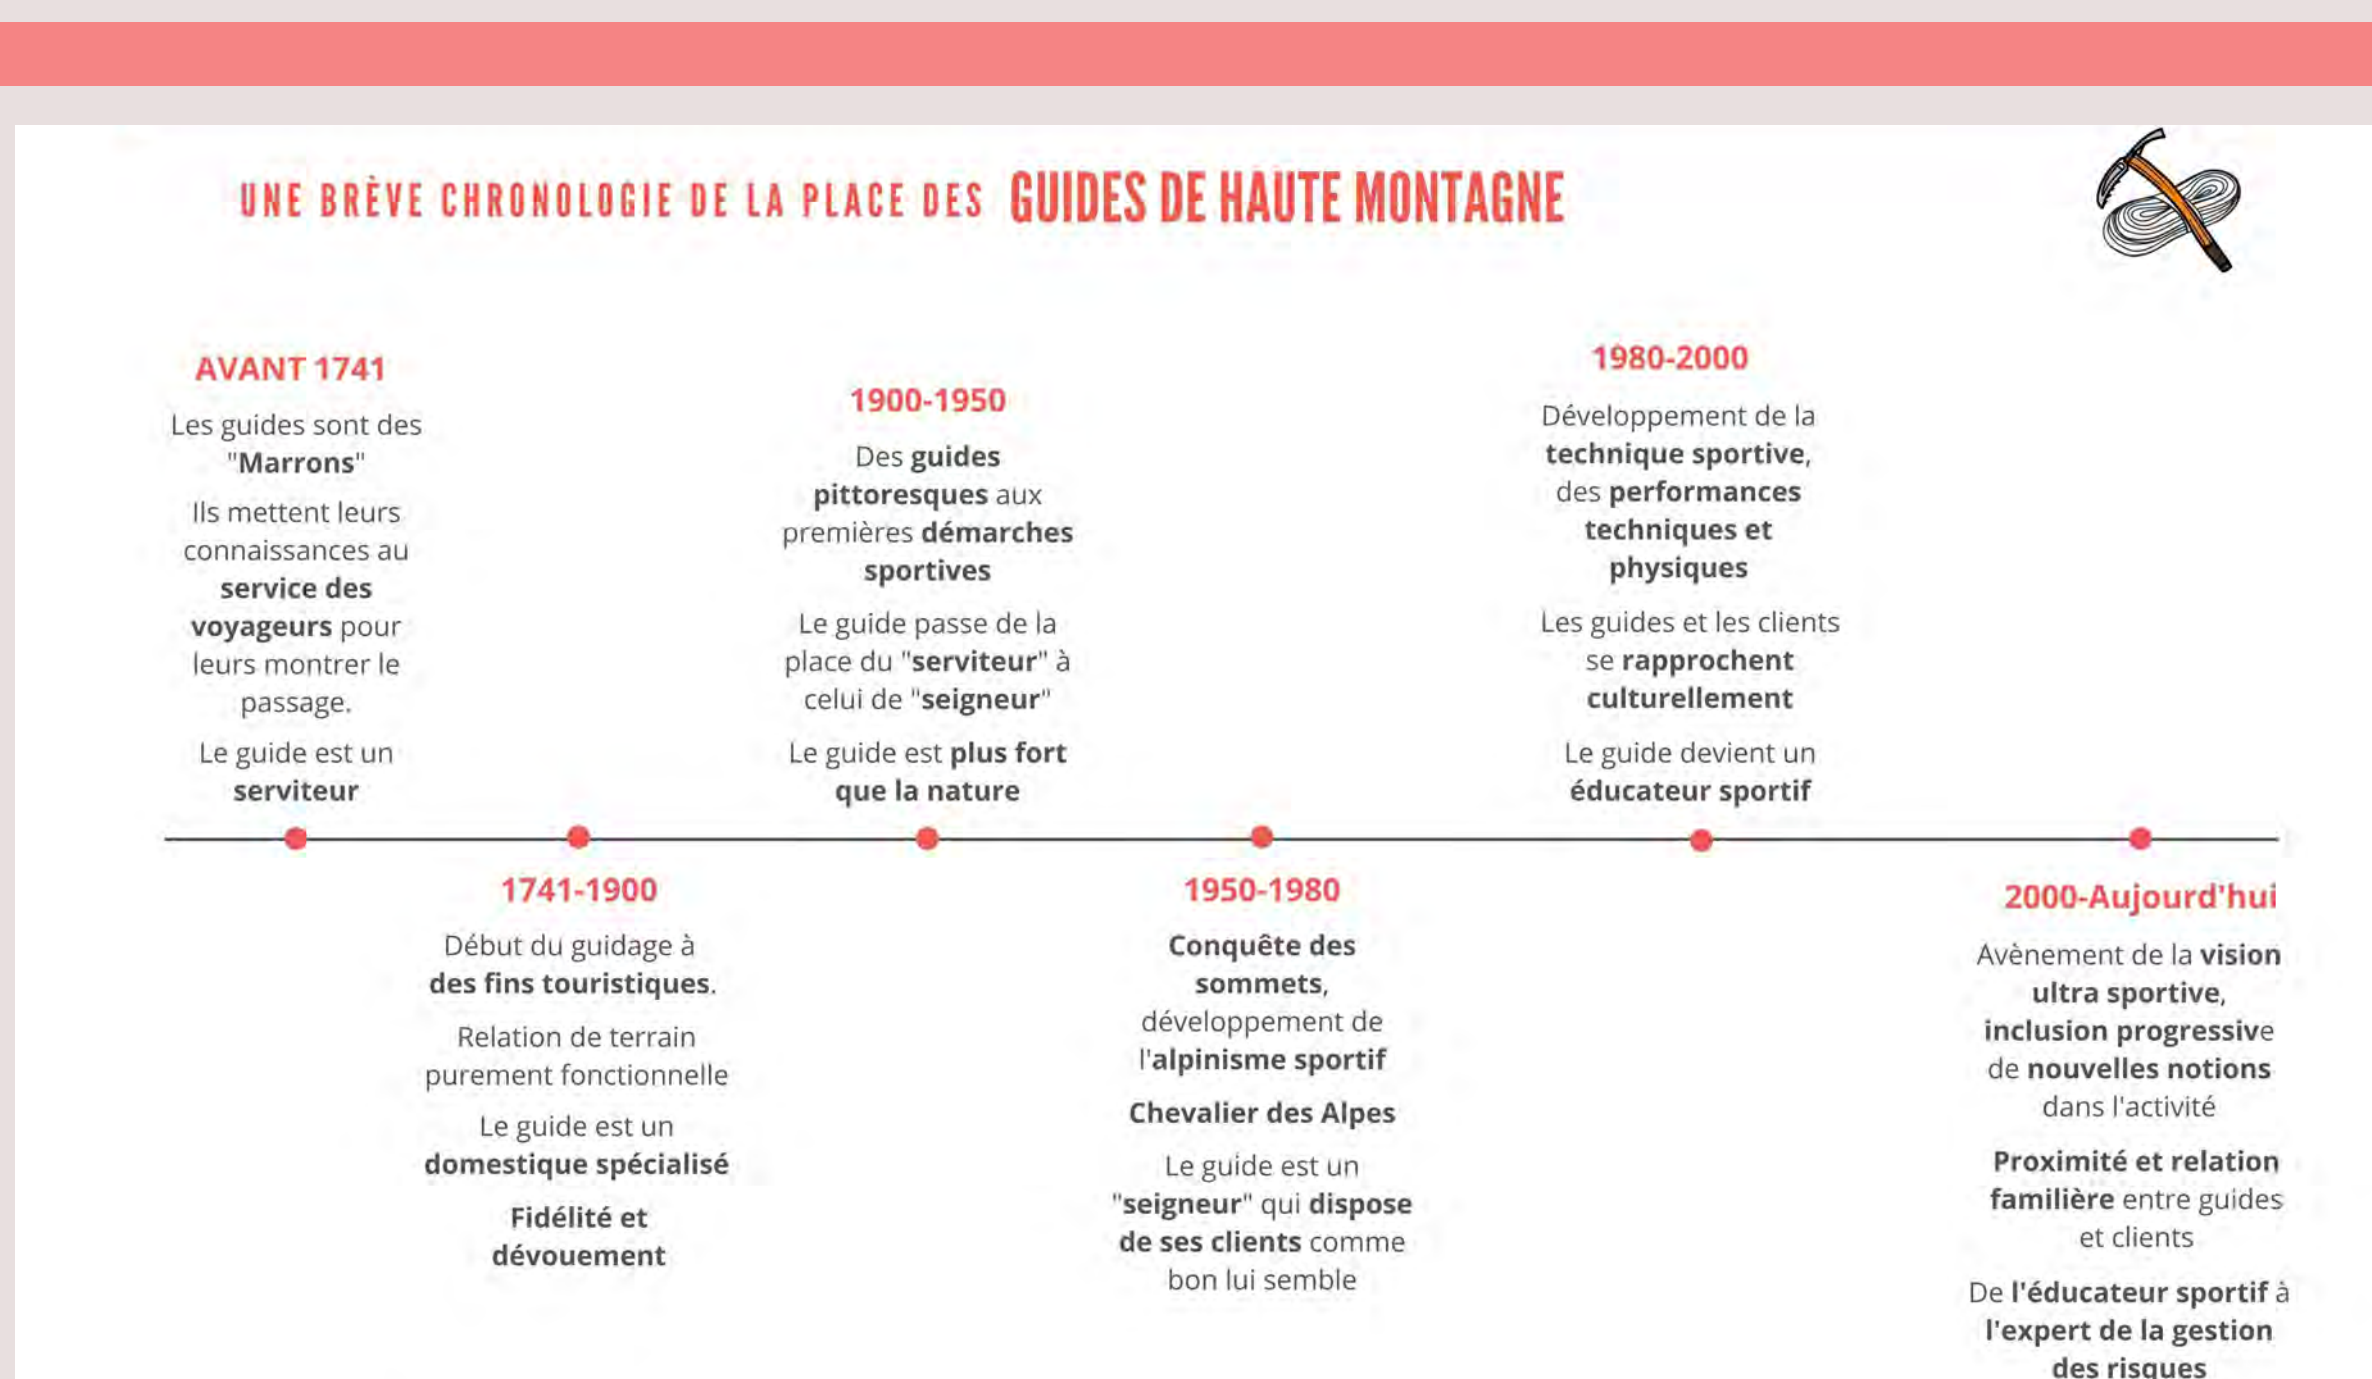 UNE BRÈVE CHRONOLOGIE DE LA PLACE DES GUIDES DE HAUTE MONTAGNE
AVANT 1741
Les guides sont des
"Marrons"
Ils mettent leurs
connaissances au
service des
voyageurs pour
leurs montrer le
passage.
Le guide est un
serviteur
1741-1900
Début du guidage à
des fins touristiques.
Relation de terrain
purement fonctionnelle
Le guide est un
domestique spécialisé
Fidélité et
dévouement
1900-1950
Des guides
pittoresques aux
premières démarches
sportives
Le guide passe de la
place du "serviteur" à
celui de "seigneur"
Le guide est plus fort
que la nature
1950-1980
Conquête des
sommets,
développement de
l'alpinisme sportif
Chevalier des Alpes
Le guide est un
"seigneur" qui dispose
de ses clients comme
bon lui semble
1980-2000
Développement de la
technique sportive,
des performances
techniques et
physiques
Les guides et les clients
se rapprochent
culturellement
Le guide devient un
éducateur sportif
2000-Aujourd'hui
Avènement de la vision
ultra sportive,
inclusion progressive
de nouvelles notions
dans l'activité
Proximité et relation
familière entre guides
et clients
De l'éducateur sportif à
l'expert de la gestion
des risques